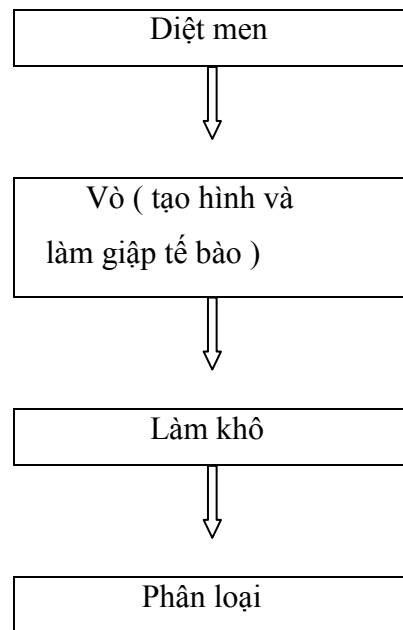 Diệt men
Vò ( tạo hình và
làm giập tế bào )
Làm khô
Phân loại